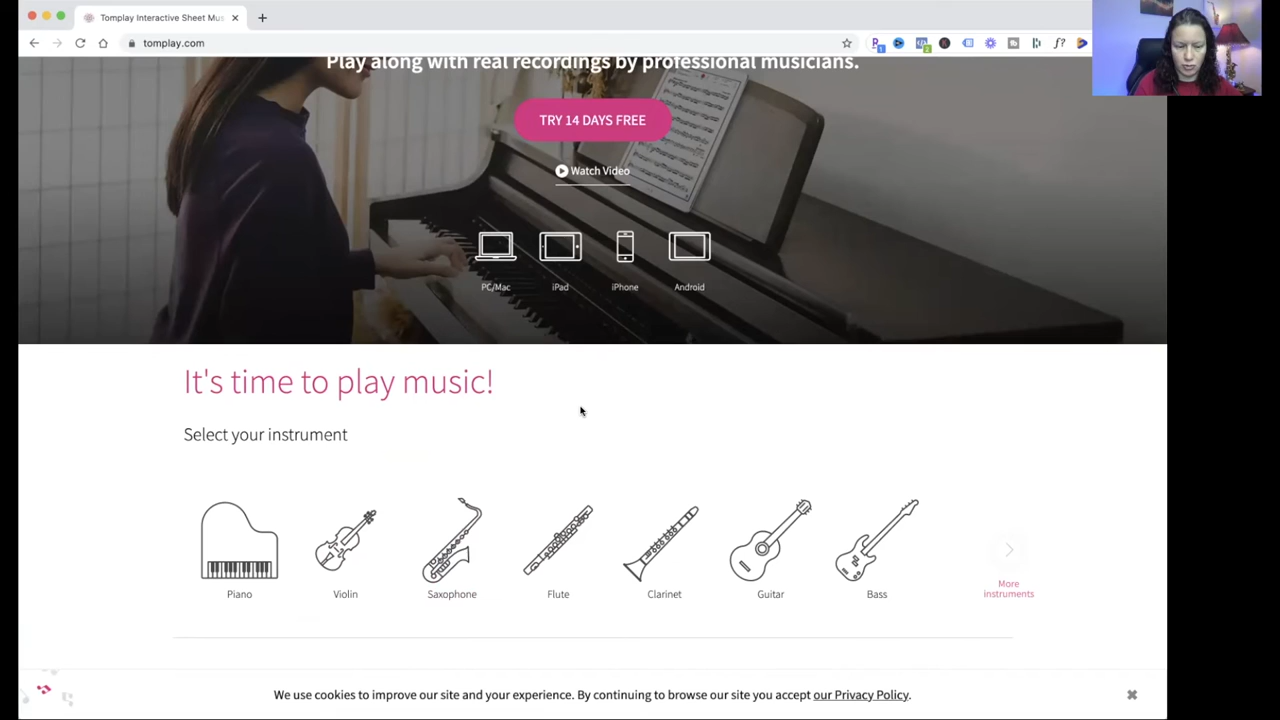 Tomplay Interactive Sheet Mus
tomplay.com
Play along with real recordings by professional musicians.
TRY 14 DAYS FREE
Watch Video
PC/Mac
iPad
iPhone
Android
It's time to play music!
Select your instrument
Piano
Violin
Saxophone
Flute
Clarinet
Guitar
Bass
More
instruments
We use cookies to improve our site and your experience. By continuing to browse our site you accept our Privacy Policy.